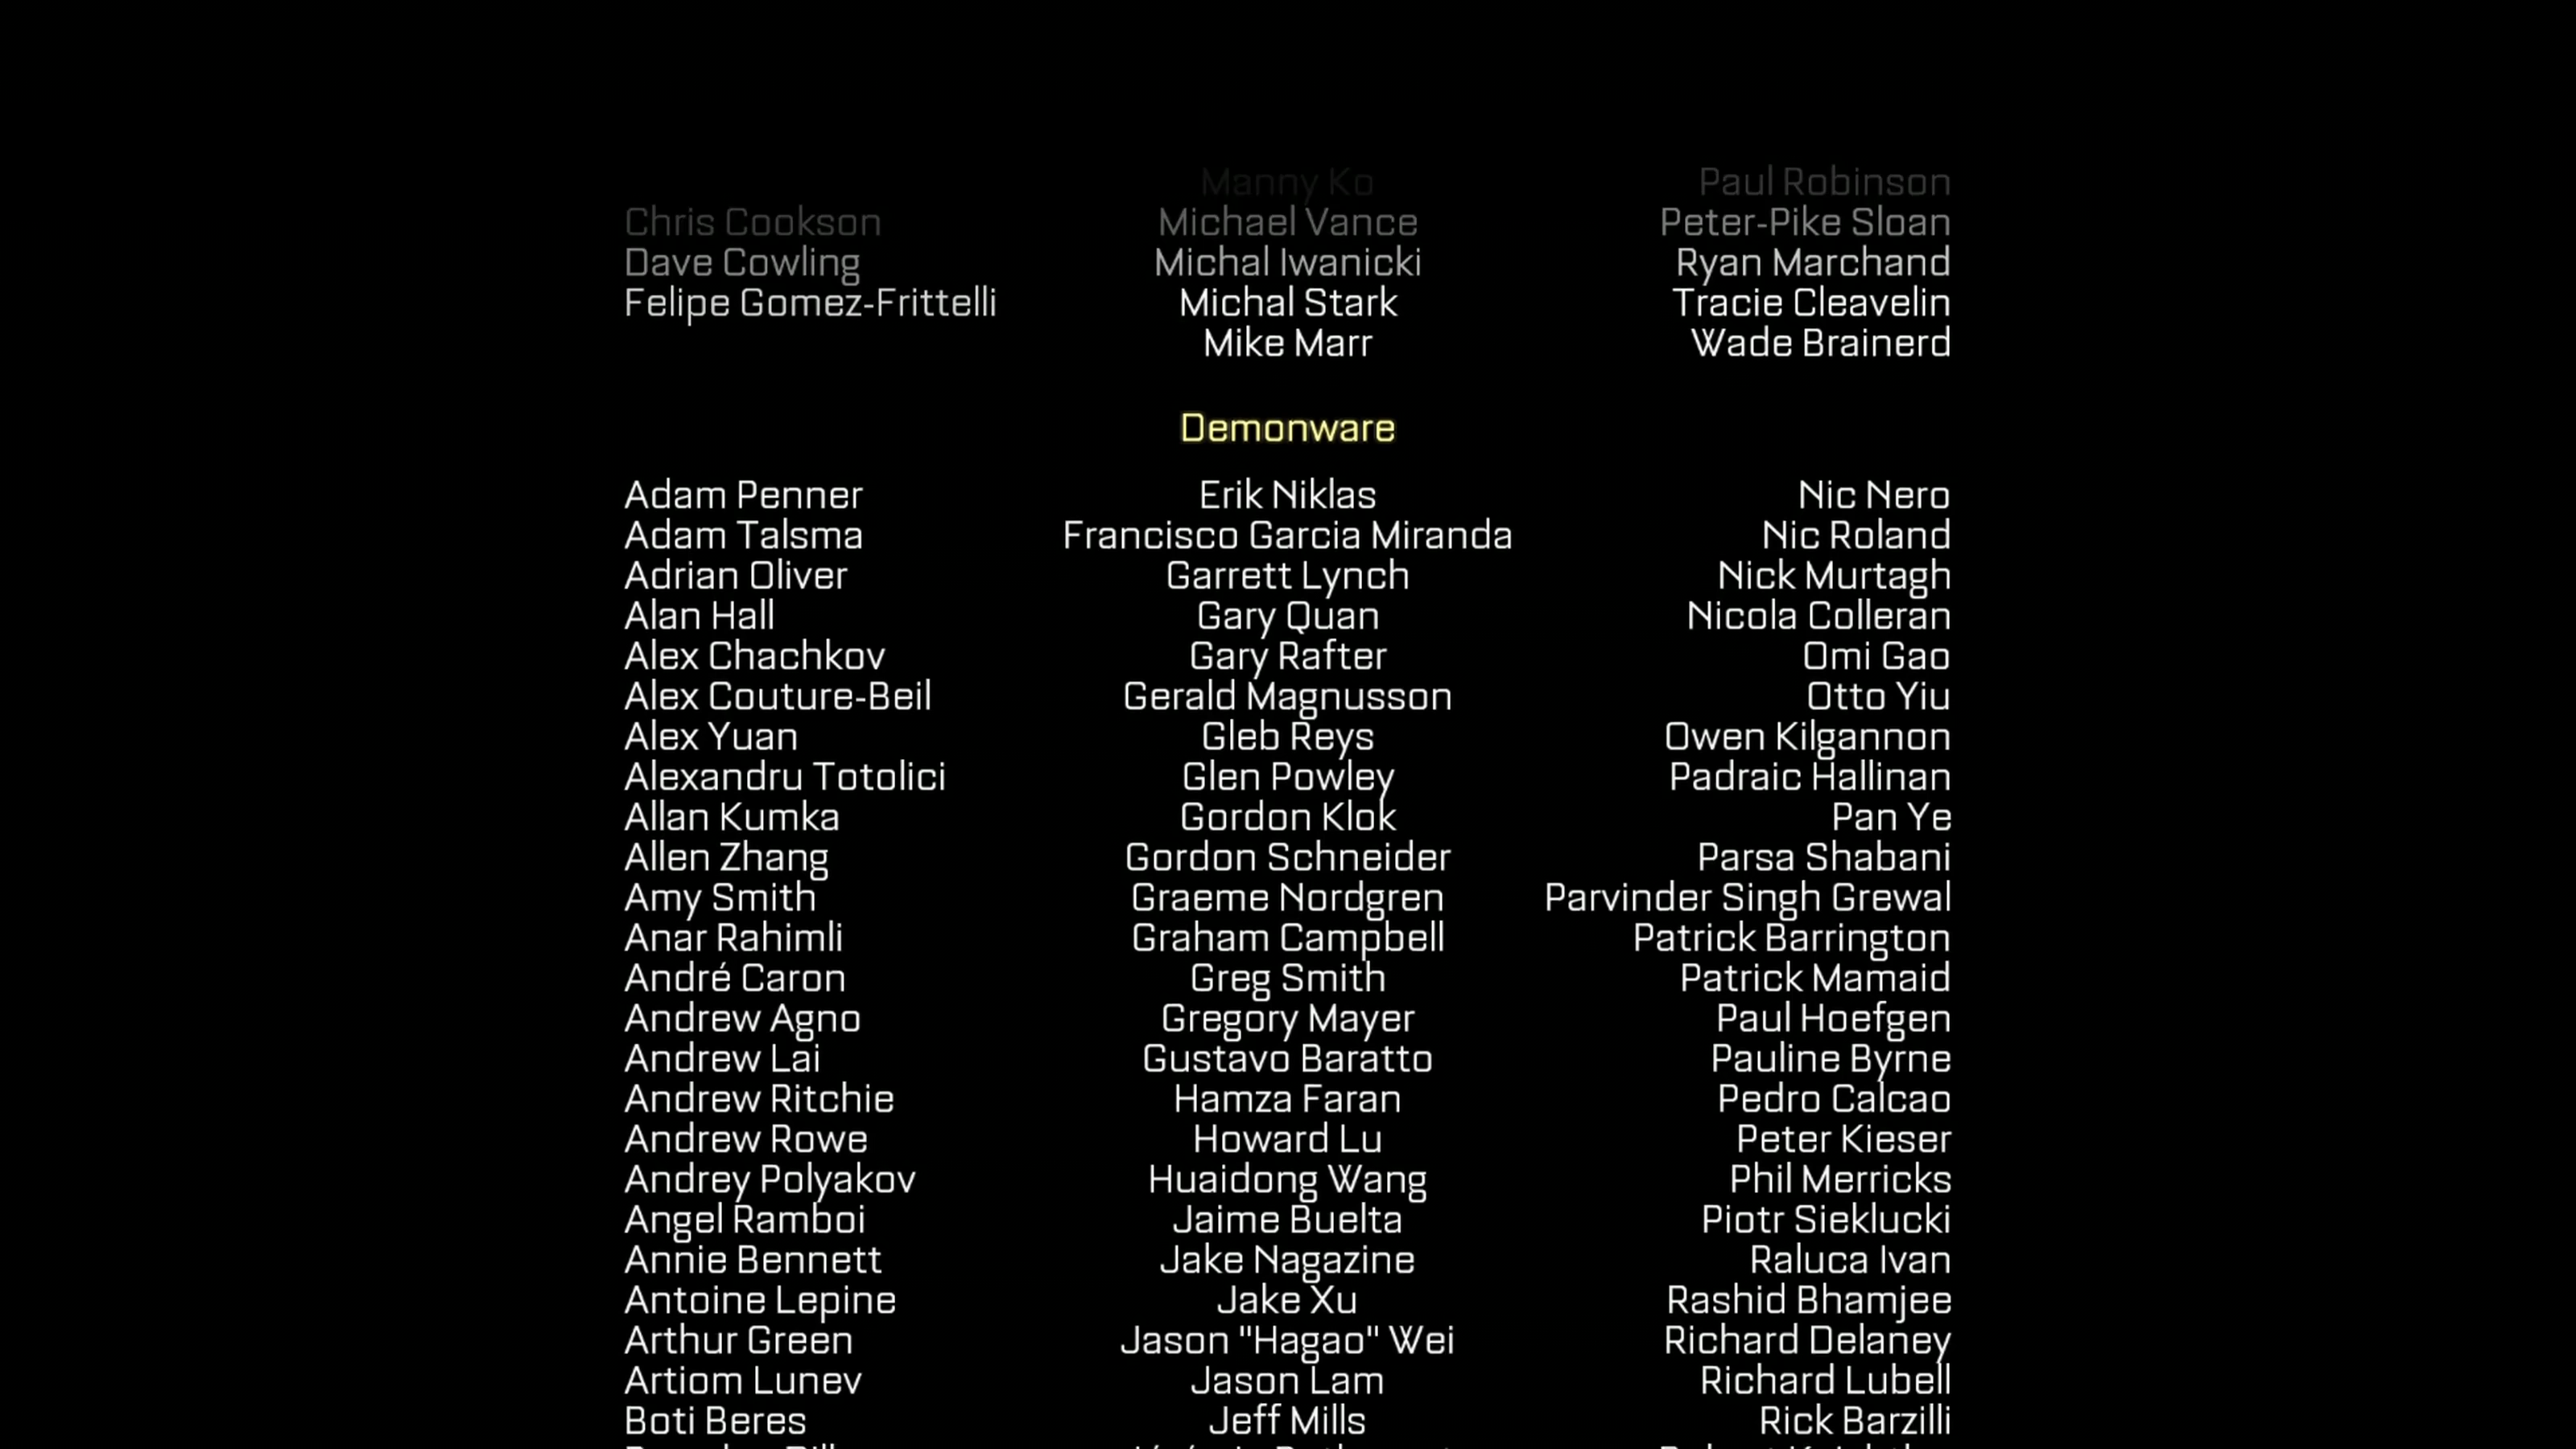 Manny Ko Paul Robinson
Chris Cookson Michael Vance Peter-Pike Sloan
Dave Cowling Michal Iwanicki Ryan Marchand
Felipe Gomez-Frittelli Michal Stark Tracie Cleavelin
Mike Marr Wade Brainerd
Demonware
Adam Penner Erik Niklas Nic Nero
Adam Talsma Francisco Garcia Miranda Nic Roland
Adrian Oliver Garrett Lynch Nick Murtagh
Alan Hall Gary Quan Nicola Colleran
Alex Chachkov Gary Rafter Omi Gao
Alex Couture-Beil Gerald Magnusson Otto Yiu
Alex Yuan Gleb Reys Owen Kilgannon
Alexandru Totolici Glen Powley Padraic Hallinan
Allan Kumka Gordon Klok Pan Ye
Allen Zhang Gordon Schneider Parsa Shabani
Amy Smith Graeme Nordgren Parvinder Singh Grewal
Anar Rahimli Graham Campbell Patrick Barrington
André Caron Greg Smith Patrick Mamaid
Andrew Agno Gregory Mayer Paul Hoefgen
Andrew Lai Gustavo Baratto Pauline Byrne
Andrew Ritchie Hamza Faran Pedro Calcao
Andrew Rowe Howard Lu Peter Kieser
Andrey Polyakov Huaidong Wang Phil Merricks
Angel Ramboi Jaime Buelta Piotr Sieklucki
Annie Bennett Jake Nagazine Raluca Ivan
Antoine Lepine Jake Xu Rashid Bhamjee
Arthur Green Jason "Hagao" Wei Richard Delaney
Artiom Lunev Jason Lam Richard Lubell
Boti Beres Jeff Mills Rick Barzilli